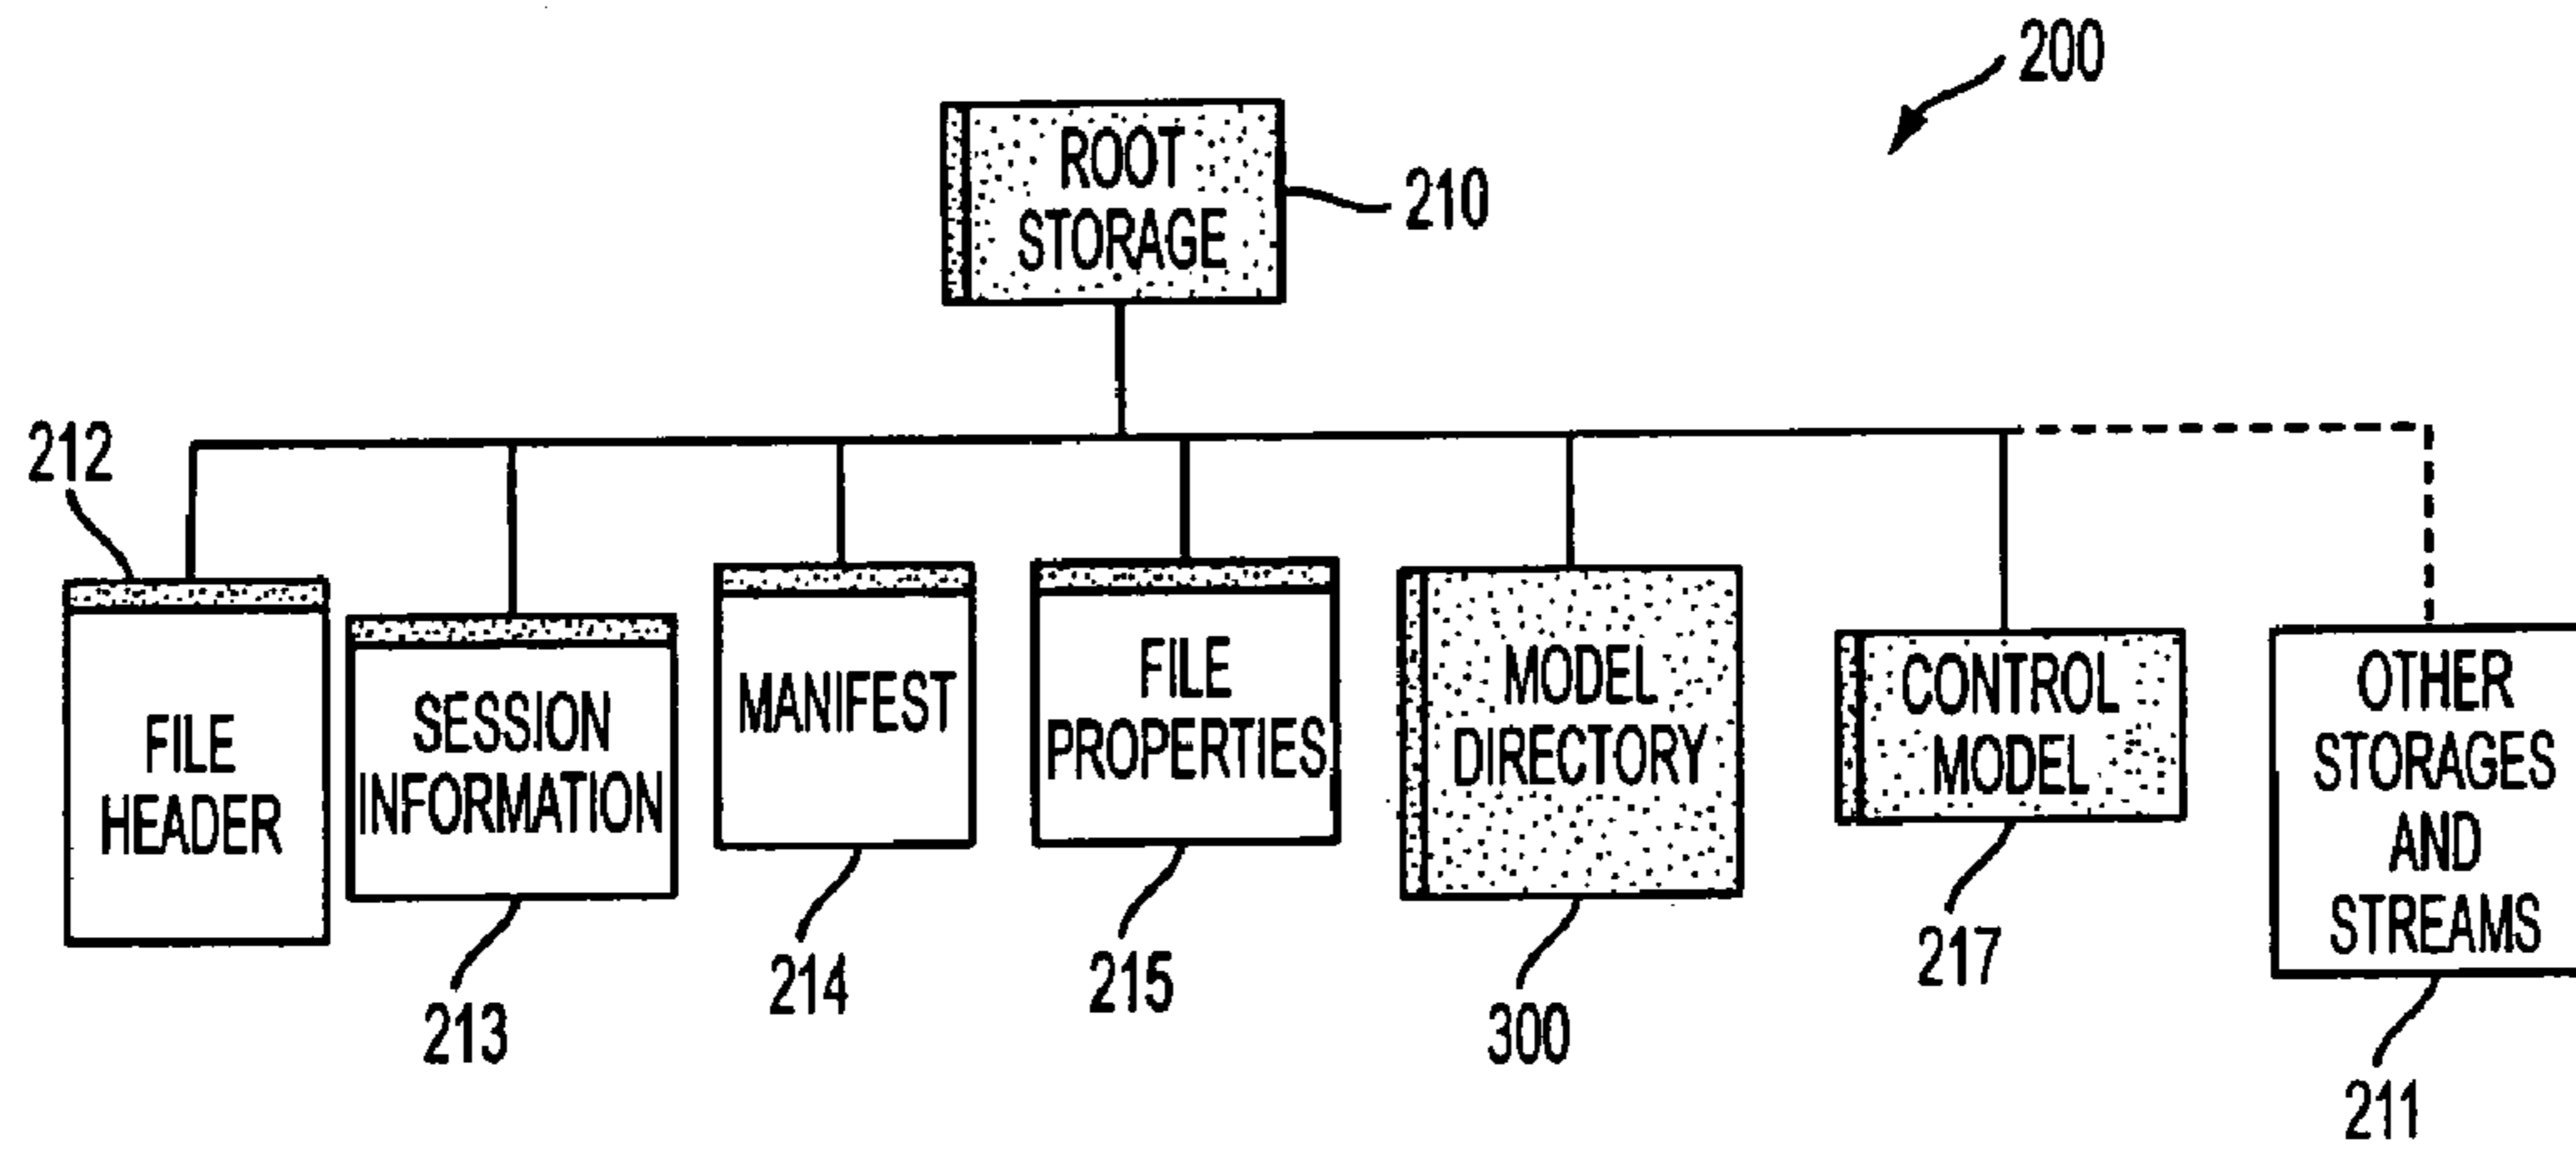 200
ROOT
STORAGE
210
212
FILE
HEADER
SESSION
INFORMATION
213
MANIFEST
214
FILE
PROPERTIES
215
MODEL
DIRECTORY
300
CONTROL
MODEL
217
OTHER
STORAGES
AND
STREAMS
211